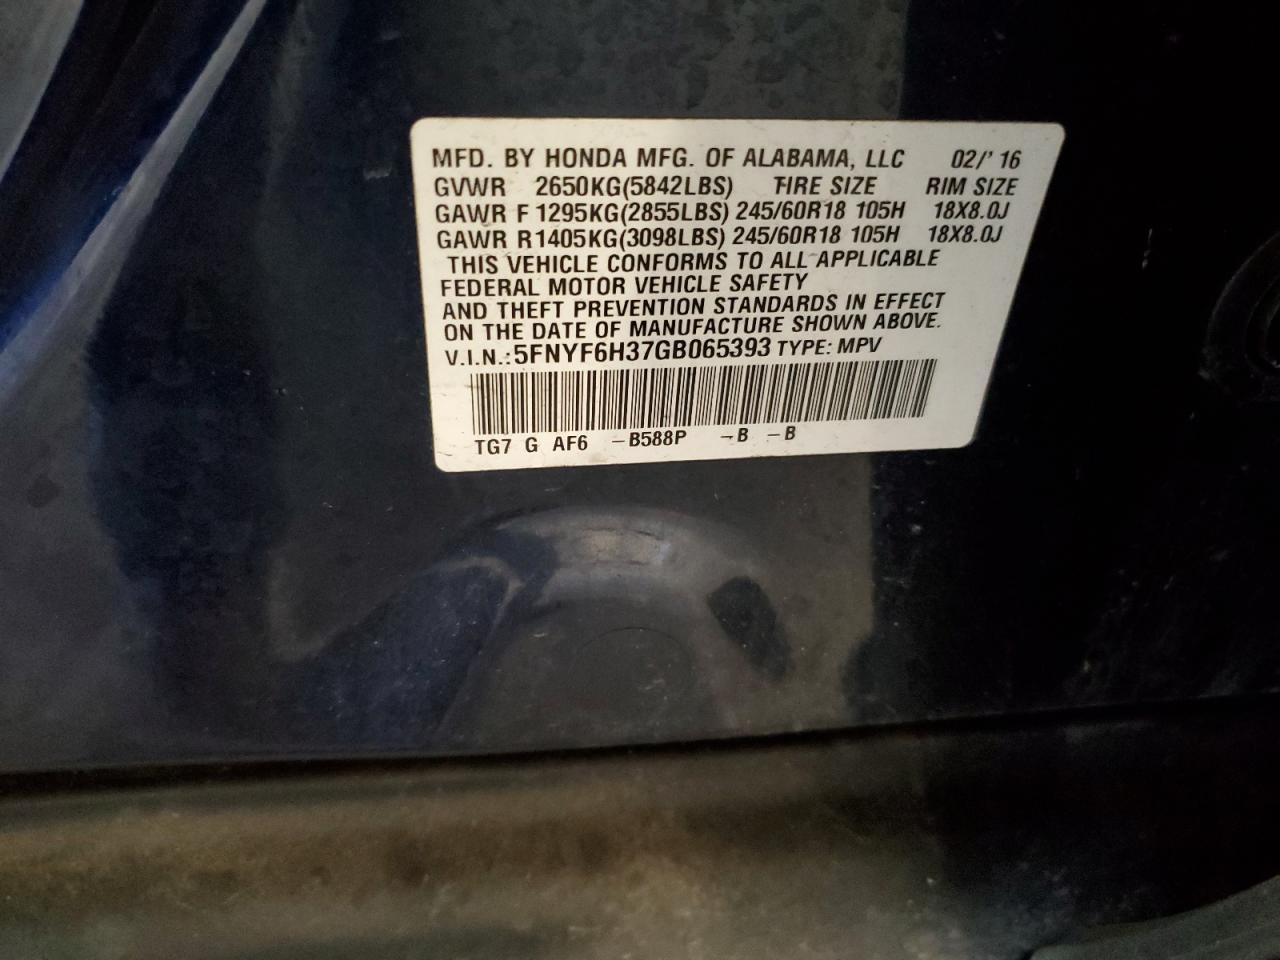 MFD. BY HONDA MFG. OF ALABAMA, LLC 02/'16
GVWR 2650KG(5842LBS) TIRE SIZE RIM SIZE
GAWR F 1295KG(2855LBS) 245/60R18 105H 18X8.0J
GAWR R1405KG(3098LBS) 245/60R18 105H 18X8.0J
THIS VEHICLE CONFORMS TO ALL APPLICABLE
FEDERAL MOTOR VEHICLE SAFETY
AND THEFT PREVENTION STANDARDS IN EFFECT
ON THE DATE OF MANUFACTURE SHOWN ABOVE.
V.I.N.:5FNYF6H37GB065393 TYPE: MPV
TG7 G AF6 -B588P -B -B